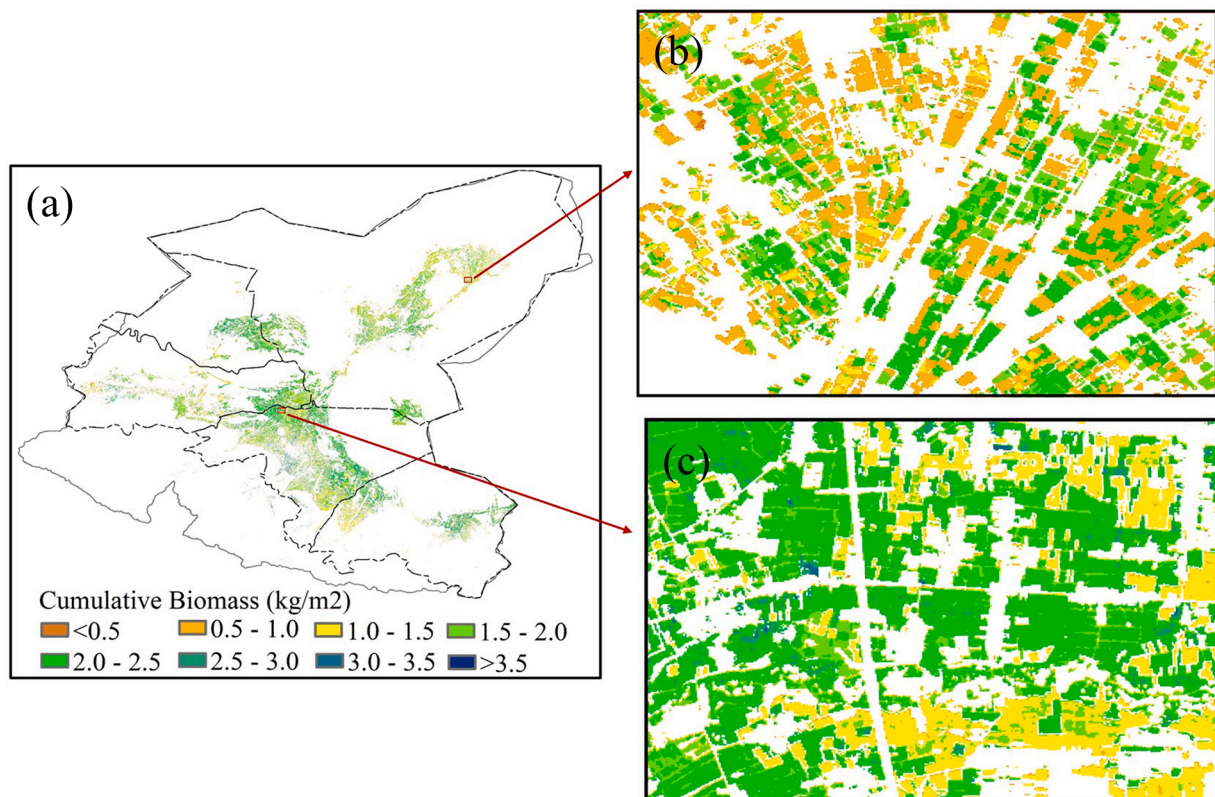 (a)
(b)
(c)
Cumulative Biomass (kg/m2)
<0.5 0.5 - 1.0 1.0 - 1.5 1.5 - 2.0
2.0 - 2.5 2.5 - 3.0 3.0 - 3.5 >3.5